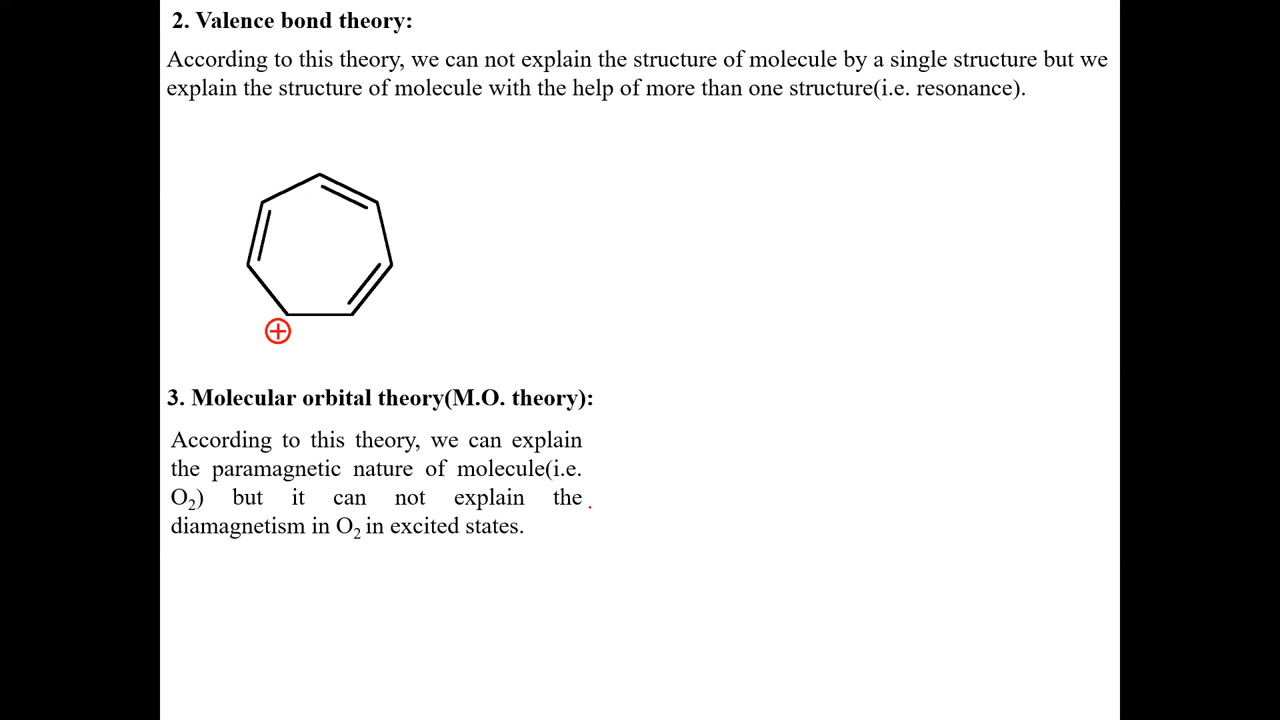 2. Valence bond theory:
According to this theory, we can not explain the structure of molecule by a single structure but we
explain the structure of molecule with the help of more than one structure(i.e. resonance).
+
3. Molecular orbital theory(M.O. theory):
According to this theory, we can explain
the paramagnetic nature of molecule(i.e.
O₂) but it can not explain the
diamagnetism in O₂ in excited states.